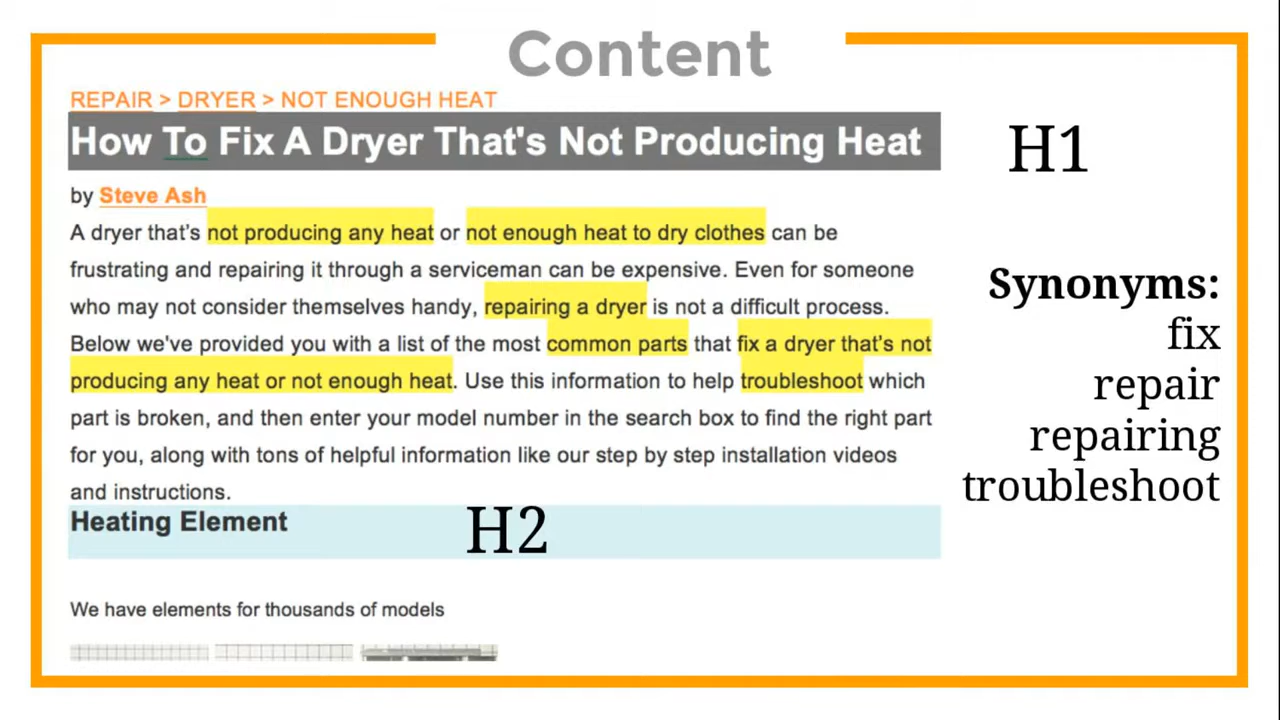 Content
REPAIR > DRYER > NOT ENOUGH HEAT
How To Fix A Dryer That's Not Producing Heat
H1
by Steve Ash
A dryer that’s not producing any heat or not enough heat to dry clothes can be
frustrating and repairing it through a serviceman can be expensive. Even for someone
who may not consider themselves handy, repairing a dryer is not a difficult process.
Below we've provided you with a list of the most common parts that fix a dryer that’s not
producing any heat or not enough heat. Use this information to help troubleshoot which
part is broken, and then enter your model number in the search box to find the right part
for you, along with tons of helpful information like our step by step installation videos
and instructions.
Synonyms:
fix
repair
repairing
troubleshoot
Heating Element
H2
We have elements for thousands of models